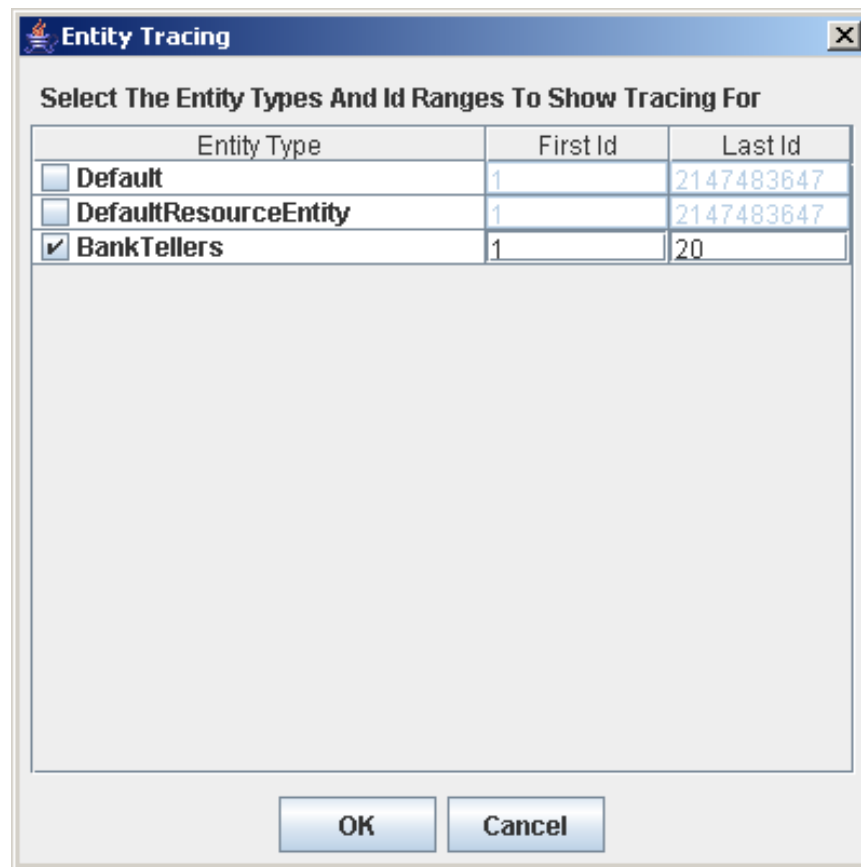 Entity Tracing
Select The Entity Types And Id Ranges To Show Tracing For
Entity Type First Id Last Id
Default 1 2147483647
DefaultResourceEntity 1 2147483647
BankTellers 1 20
OK Cancel